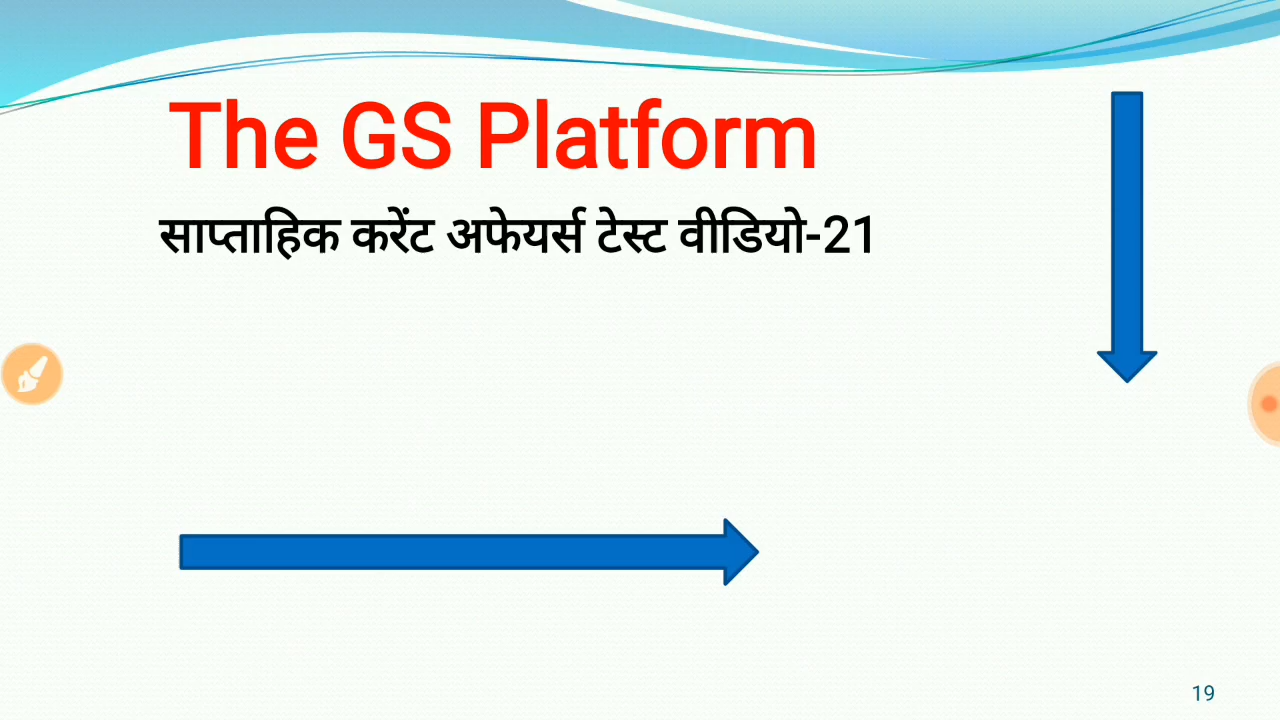 The GS Platform
साप्ताहिक करेंट अफेयर्स टेस्ट वीडियो-21
19